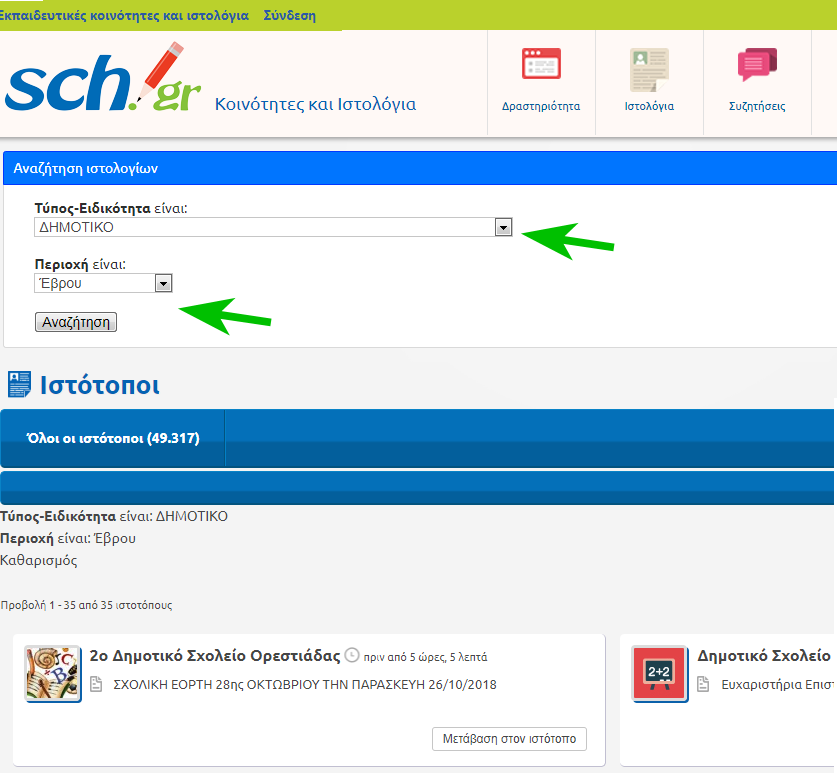 Εκπαιδευτικές κοινότητες και ιστολόγια Σύνδεση
sch.gr Κοινότητες και Ιστολόγια
Δραστηριότητα Ιστολόγια Συζητήσεις
Αναζήτηση ιστολογίων
Τύπος-Ειδικότητα είναι:
ΔΗΜΟΤΙΚΟ
Περιοχή είναι:
Έβρου
Αναζήτηση
Ιστότοποι
Όλοι οι ιστότοποι (49.317)
Τύπος-Ειδικότητα είναι: ΔΗΜΟΤΙΚΟ
Περιοχή είναι: Έβρου
Καθαρισμός
Προβολή 1 - 35 από 35 ιστοτόπους
2ο Δημοτικό Σχολείο Ορεστιάδας πριν από 5 ώρες, 5 λεπτά
ΣΧΟΛΙΚΗ ΕΟΡΤΗ 28ης ΟΚΤΩΒΡΙΟΥ ΤΗΝ ΠΑΡΑΣΚΕΥΗ 26/10/2018
Μετάβαση στον ιστότοπο
2+2
Δημοτικό Σχολείο
Ευχαριστήρια